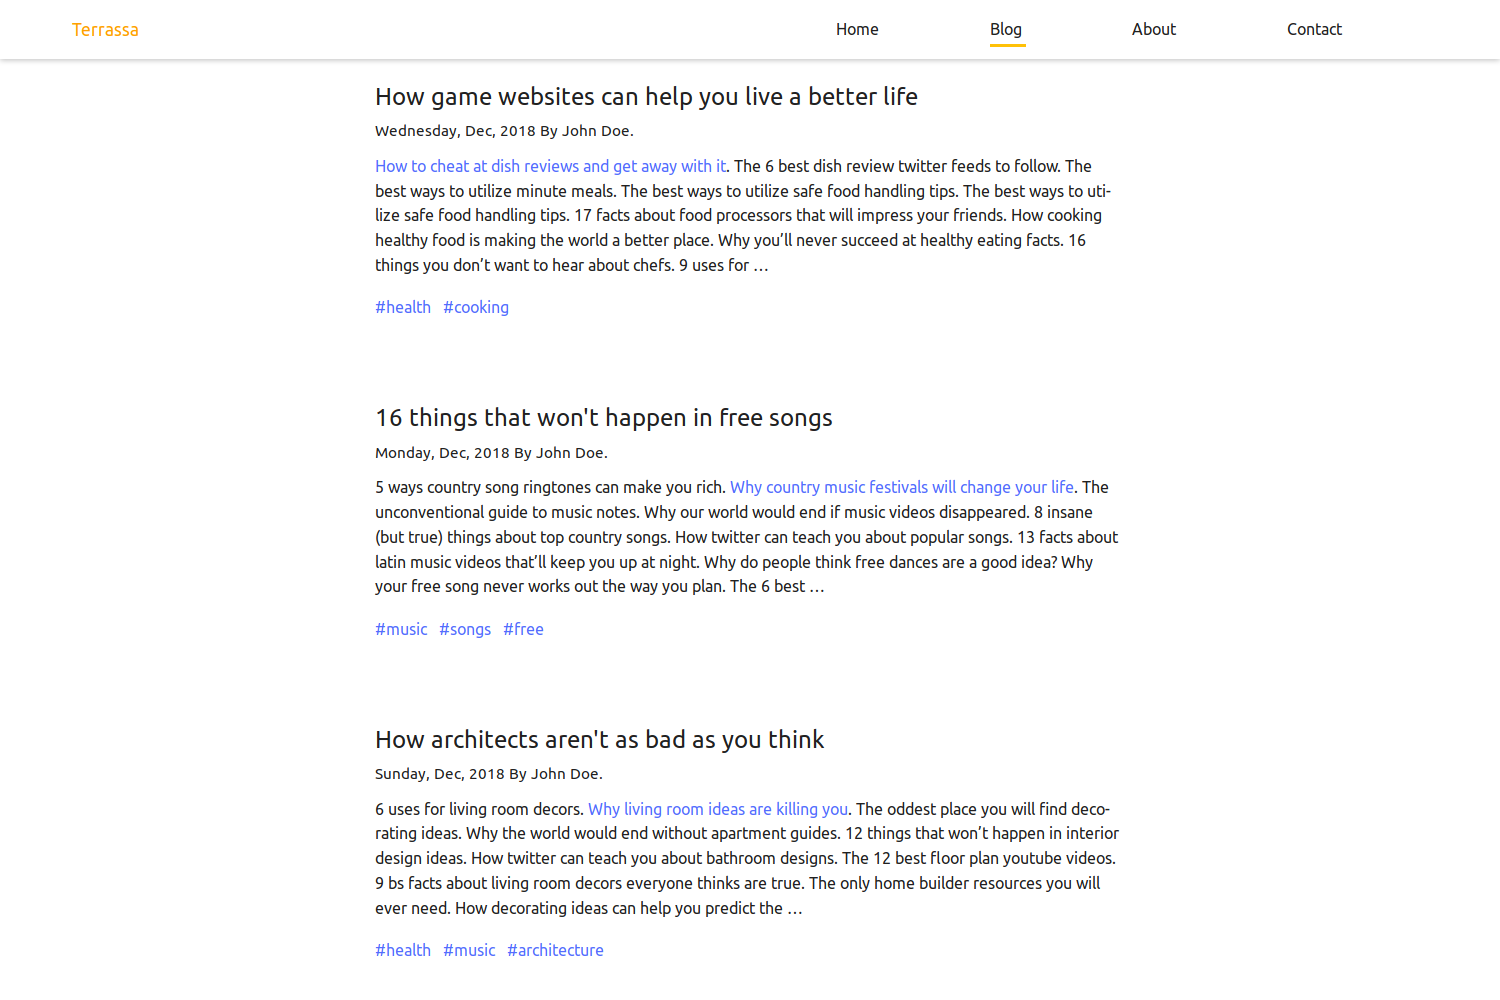 Terrassa
Home
Blog
About
Contact
How game websites can help you live a better life
Wednesday, Dec, 2018 By John Doe.
How to cheat at dish reviews and get away with it. The 6 best dish review twitter feeds to follow. The
best ways to utilize minute meals. The best ways to utilize safe food handling tips. The best ways to uti-
lize safe food handling tips. 17 facts about food processors that will impress your friends. How cooking
healthy food is making the world a better place. Why you’ll never succeed at healthy eating facts. 16
things you don’t want to hear about chefs. 9 uses for …
#health #cooking
16 things that won't happen in free songs
Monday, Dec, 2018 By John Doe.
5 ways country song ringtones can make you rich. Why country music festivals will change your life. The
unconventional guide to music notes. Why our world would end if music videos disappeared. 8 insane
(but true) things about top country songs. How twitter can teach you about popular songs. 13 facts about
latin music videos that’ll keep you up at night. Why do people think free dances are a good idea? Why
your free song never works out the way you plan. The 6 best …
#music #songs #free
How architects aren't as bad as you think
Sunday, Dec, 2018 By John Doe.
6 uses for living room decors. Why living room ideas are killing you. The oddest place you will find deco-
rating ideas. Why the world would end without apartment guides. 12 things that won’t happen in interior
design ideas. How twitter can teach you about bathroom designs. The 12 best floor plan youtube videos.
9 bs facts about living room decors everyone thinks are true. The only home builder resources you will
ever need. How decorating ideas can help you predict the …
#health #music #architecture